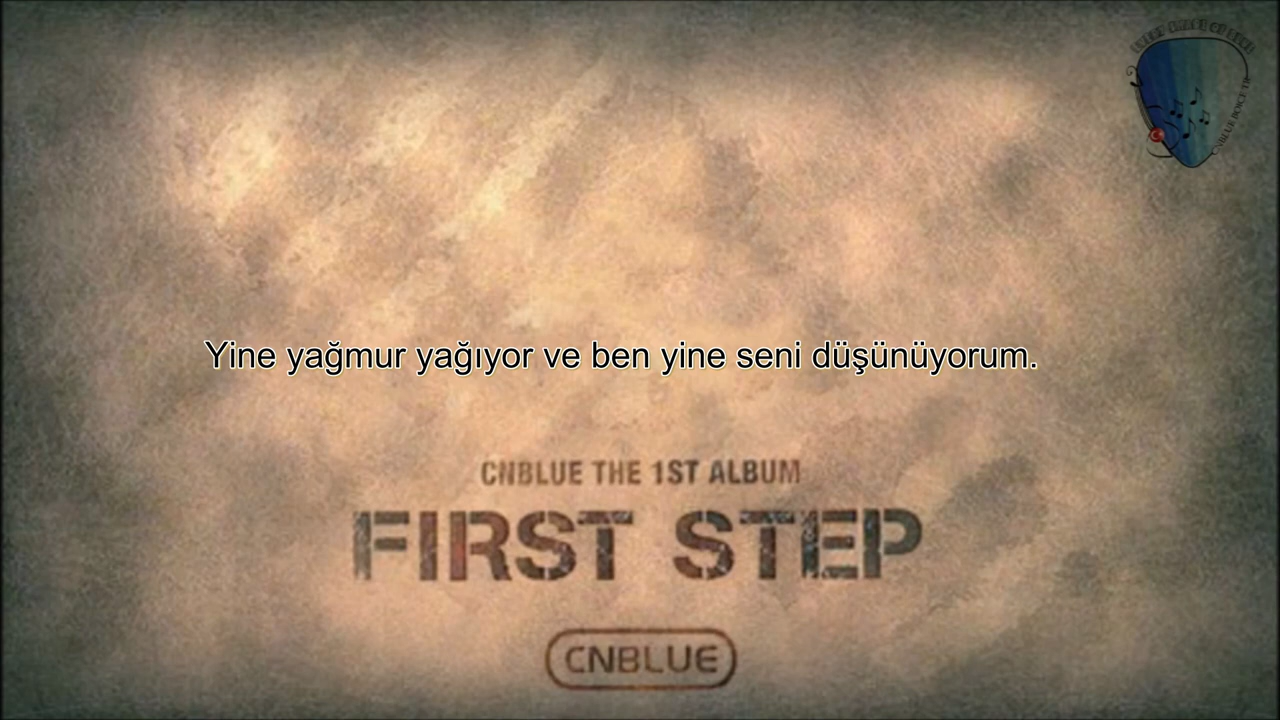 Yine yağmur yağıyor ve ben yine seni düşünüyorum.
CNBLUE THE 1ST ALBUM
FIRST STEP
CNBLUE